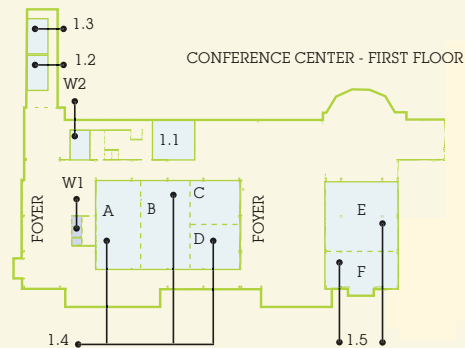 1.3
CONFERENCE CENTER - FIRST FLOOR
1.2
W2
1.1
W1
A
B
C
D
E
F
FOYER
FOYER
1.4
1.5